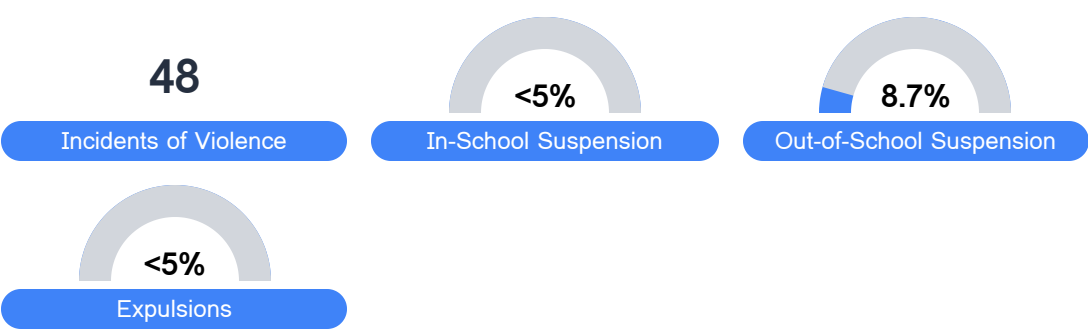 48
Incidents of Violence
<5%
In-School Suspension
8.7%
Out-of-School Suspension
<5%
Expulsions